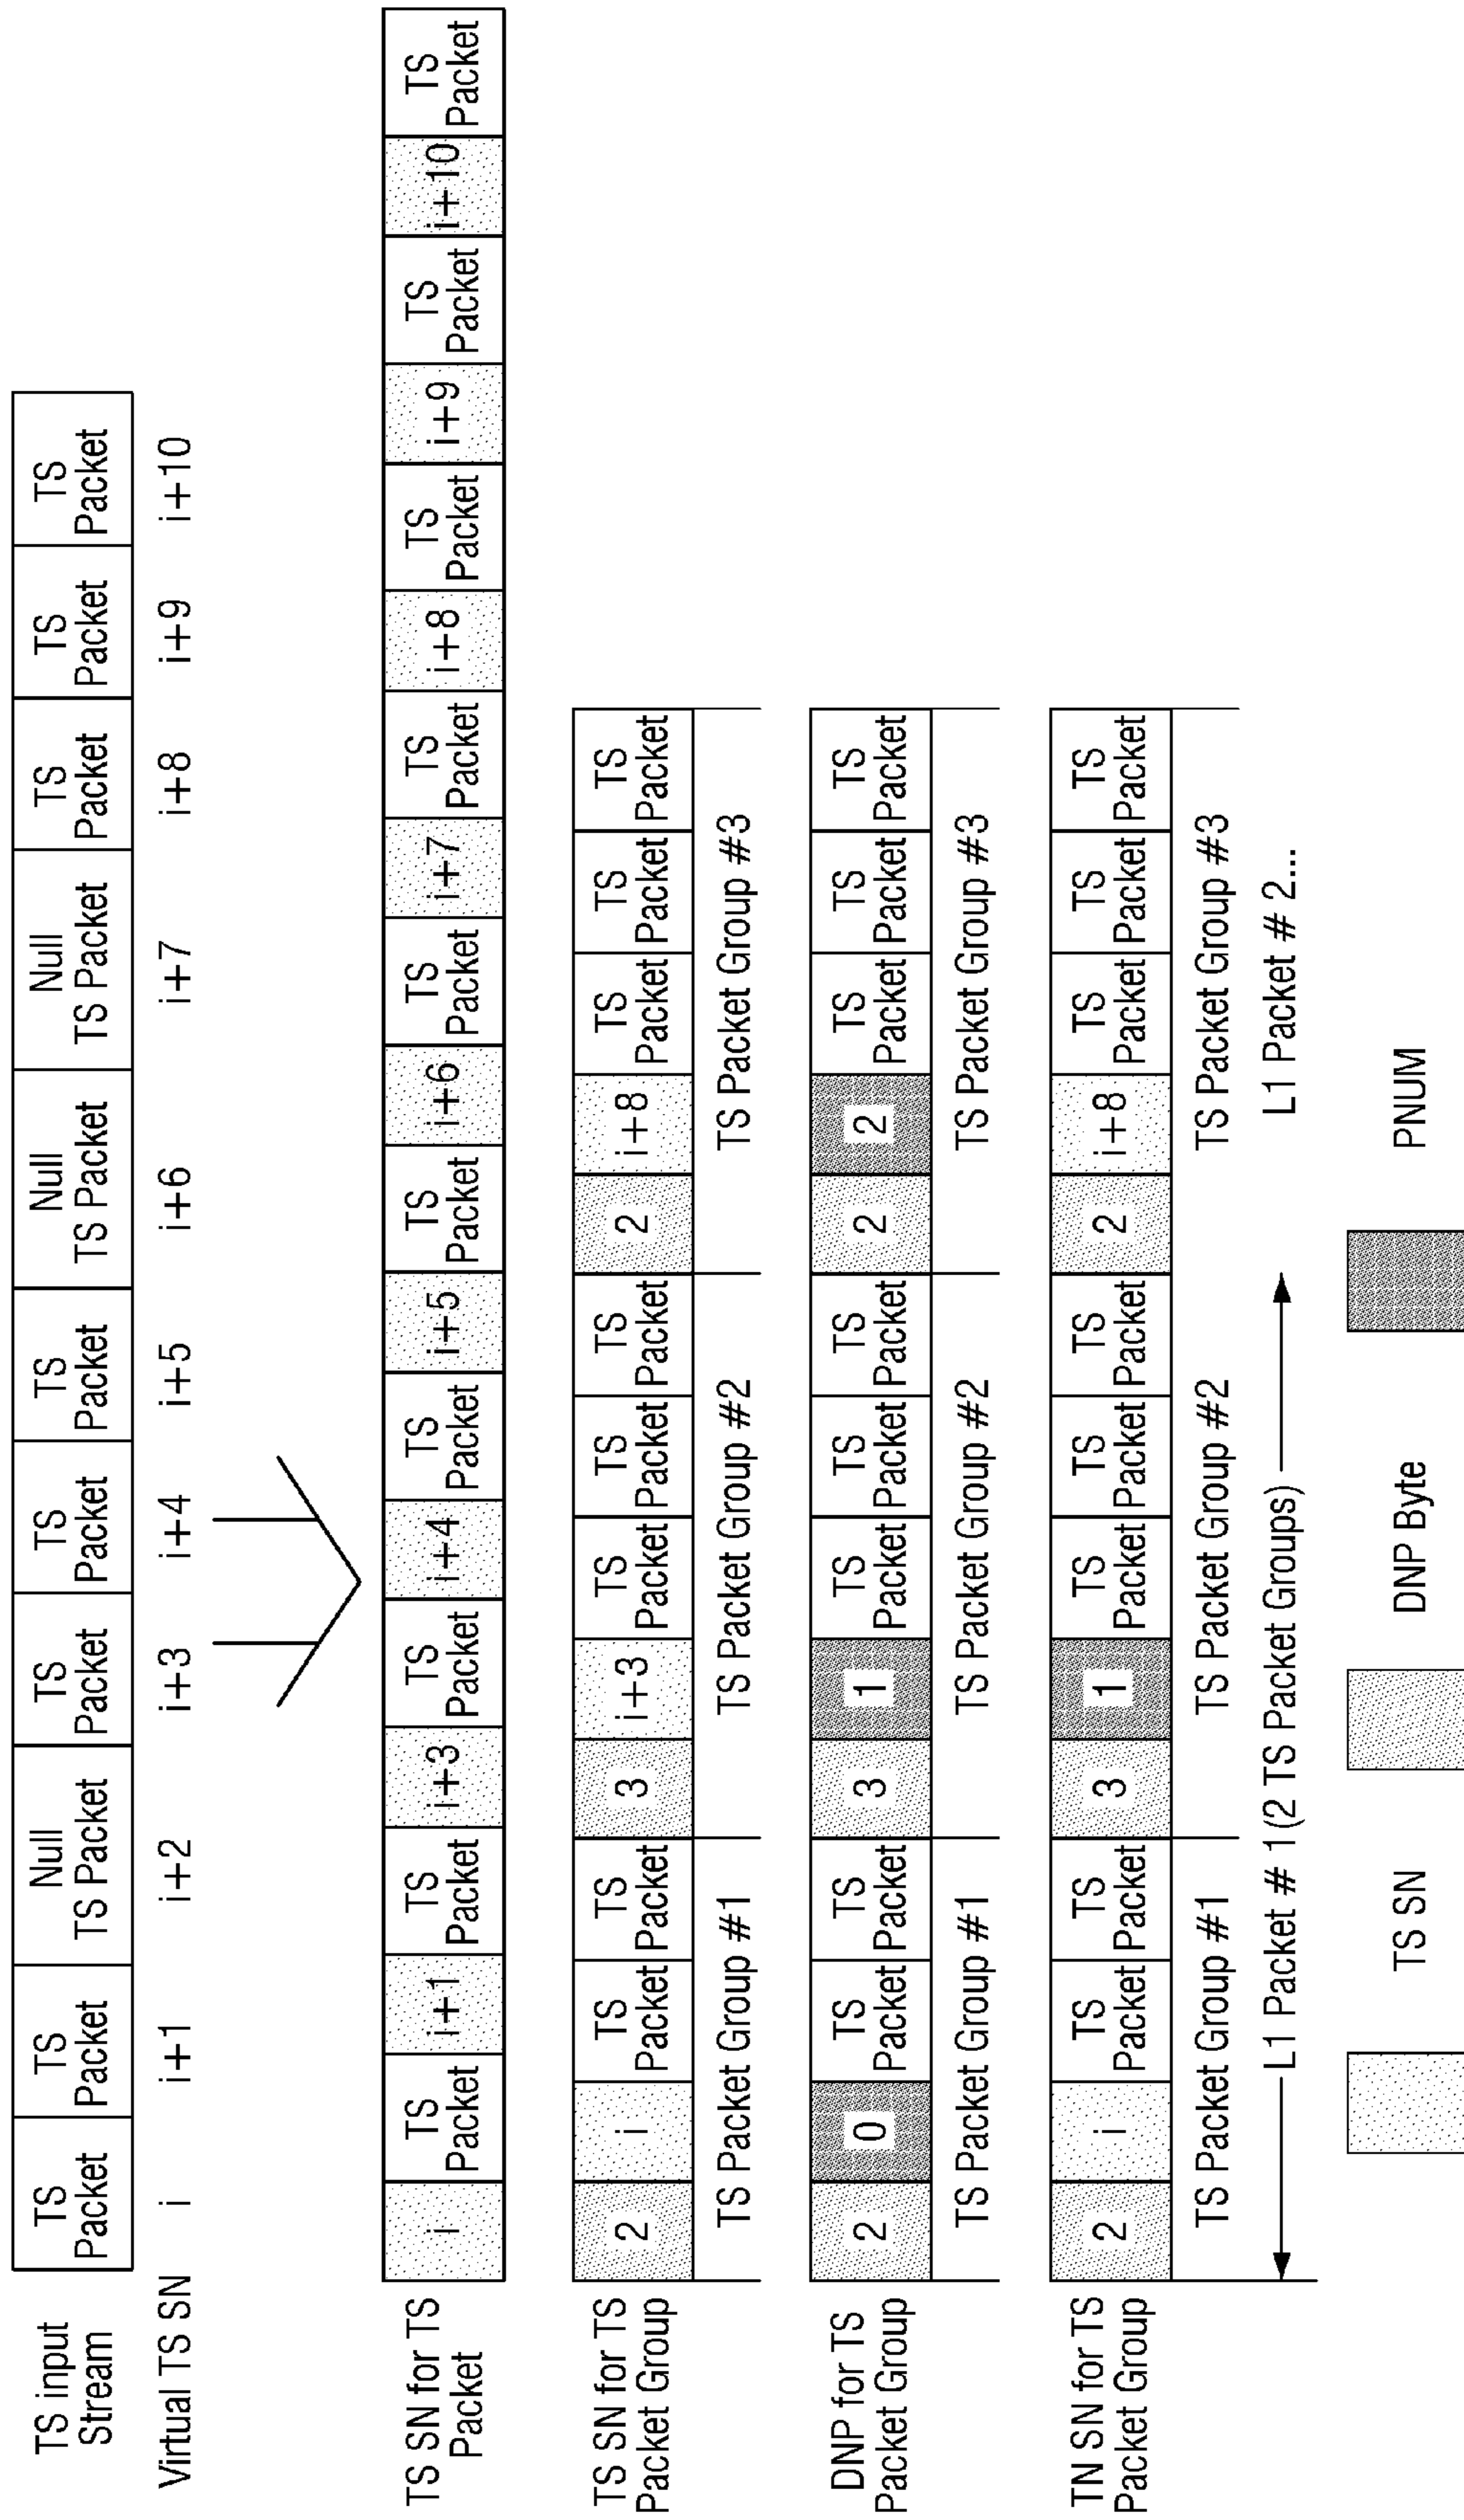 TS input
Stream
TS
Packet
TS
Packet
Null
TS Packet
TS
Packet
TS
Packet
TS
Packet
Null
TS Packet
Null
TS Packet
TS
Packet
TS
Packet
TS
Packet
Virtual TS SN
i
i+1
i+2
i+3
i+4
i+5
i+6
i+7
i+8
i+9
i+10
TS SN for TS
Packet
i
TS
Packet
i+1
TS
Packet
i+3
TS
Packet
i+4
TS
Packet
i+5
TS
Packet
i+6
TS
Packet
i+7
TS
Packet
i+8
TS
Packet
i+9
TS
Packet
i+10
TS
Packet
TS SN for TS
Packet Group
2
i
TS
Packet
TS
Packet
3
i+3
TS
Packet
TS
Packet
TS
Packet
2
i+8
TS
Packet
TS
Packet
TS
Packet
TS Packet Group #1
TS Packet Group #2
TS Packet Group #3
DNP for TS
Packet Group
2
0
TS
Packet
TS
Packet
3
1
TS
Packet
TS
Packet
TS
Packet
2
2
TS
Packet
TS
Packet
TS
Packet
TS Packet Group #1
TS Packet Group #2
TS Packet Group #3
TN SN for TS
Packet Group
2
i
TS
Packet
TS
Packet
3
1
TS
Packet
TS
Packet
TS
Packet
2
i+8
TS
Packet
TS
Packet
TS
Packet
TS Packet Group #1
TS Packet Group #2
TS Packet Group #3
L1 Packet # 1 (2 TS Packet Groups)
L1 Packet # 2...
TS SN
DNP Byte
PNUM